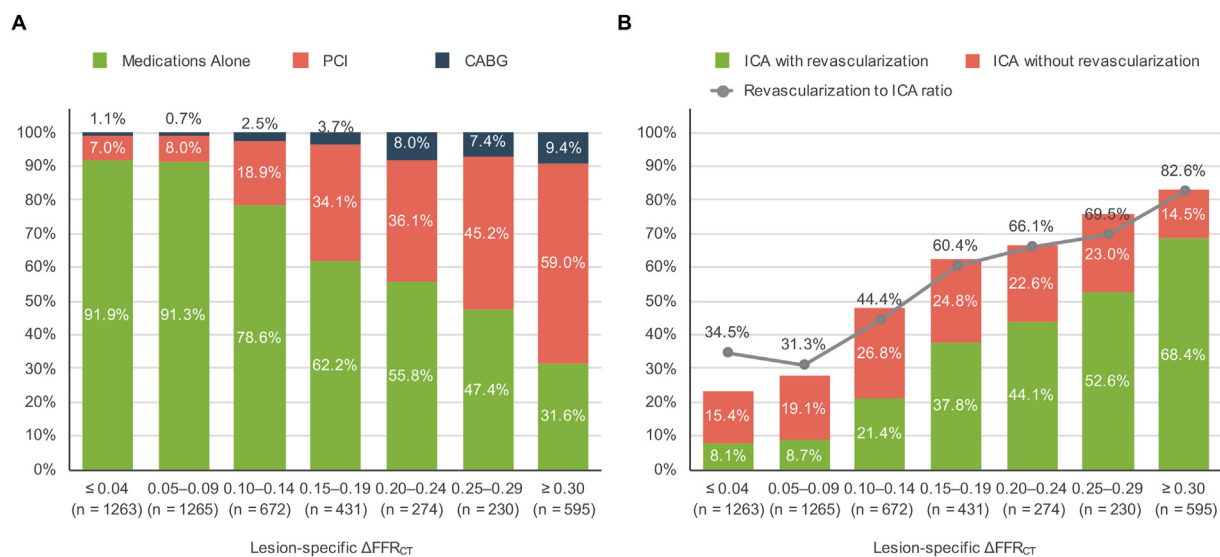 A
Medications Alone PCI CABG
1.1% 0.7% 2.5% 3.7%
100%
90%
80%
70%
60%
50%
40%
30%
20%
10%
0%
7.0% 8.0% 18.9% 34.1% 36.1% 45.2% 59.0%
8.0% 7.4% 9.4%
91.9% 91.3% 78.6% 62.2% 55.8% 47.4% 31.6%
≤ 0.04 0.05–0.09 0.10–0.14 0.15–0.19 0.20–0.24 0.25–0.29 ≥ 0.30
(n = 1263) (n = 1265) (n = 672) (n = 431) (n = 274) (n = 230) (n = 595)
Lesion-specific ΔFFRCT
B
ICA with revascularization ICA without revascularization
Revascularization to ICA ratio
100%
90%
80%
70%
60%
50%
40%
30%
20%
10%
0%
34.5% 31.3% 44.4% 60.4% 66.1% 69.5% 82.6%
15.4% 19.1% 26.8% 24.8% 22.6% 23.0% 14.5%
8.1% 8.7% 21.4% 37.8% 44.1% 52.6% 68.4%
≤ 0.04 0.05–0.09 0.10–0.14 0.15–0.19 0.20–0.24 0.25–0.29 ≥ 0.30
(n = 1263) (n = 1265) (n = 672) (n = 431) (n = 274) (n = 230) (n = 595)
Lesion-specific ΔFFRCT